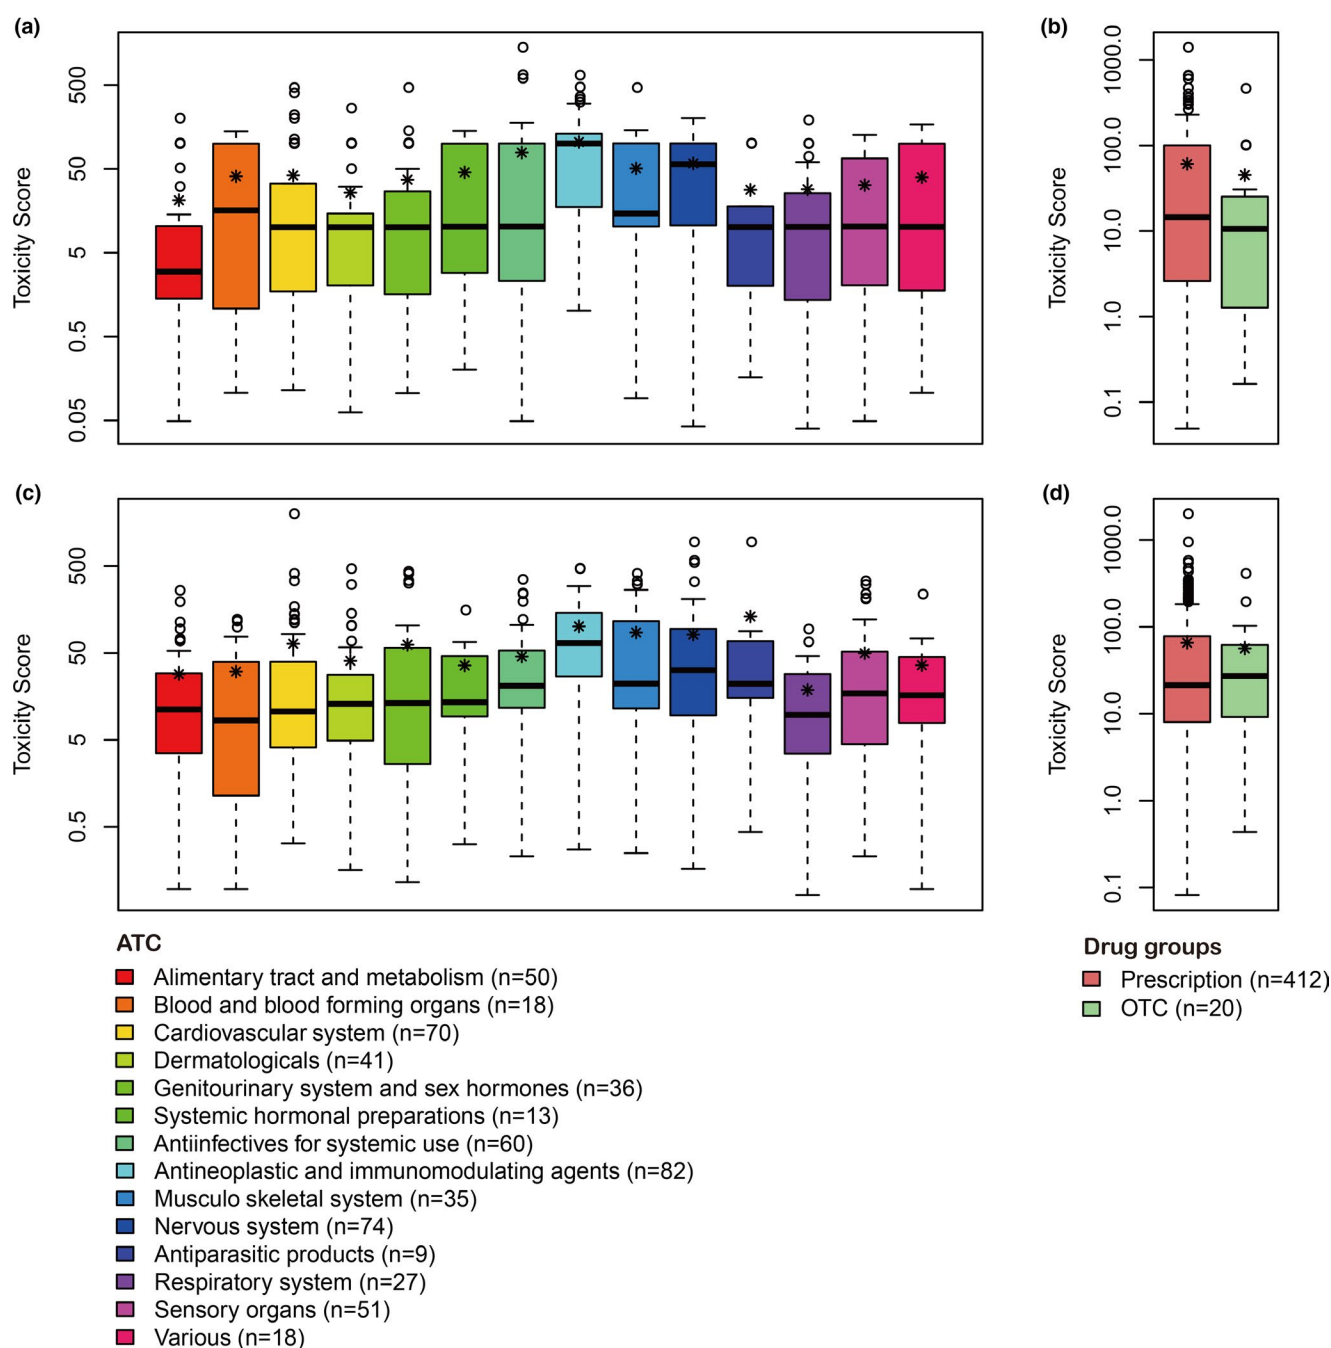 (a)
Toxicity Score
500
50
5
0.5
0.05
(b)
Toxicity Score
1000.0
100.0
10.0
1.0
0.1
(c)
Toxicity Score
500
50
5
0.5
(d)
Toxicity Score
1000.0
100.0
10.0
1.0
0.1
ATC
Alimentary tract and metabolism (n=50)
Blood and blood forming organs (n=18)
Cardiovascular system (n=70)
Dermatologicals (n=41)
Genitourinary system and sex hormones (n=36)
Systemic hormonal preparations (n=13)
Antiinfectives for systemic use (n=60)
Antineoplastic and immunomodulating agents (n=82)
Musculo skeletal system (n=35)
Nervous system (n=74)
Antiparasitic products (n=9)
Respiratory system (n=27)
Sensory organs (n=51)
Various (n=18)
Drug groups
Prescription (n=412)
OTC (n=20)